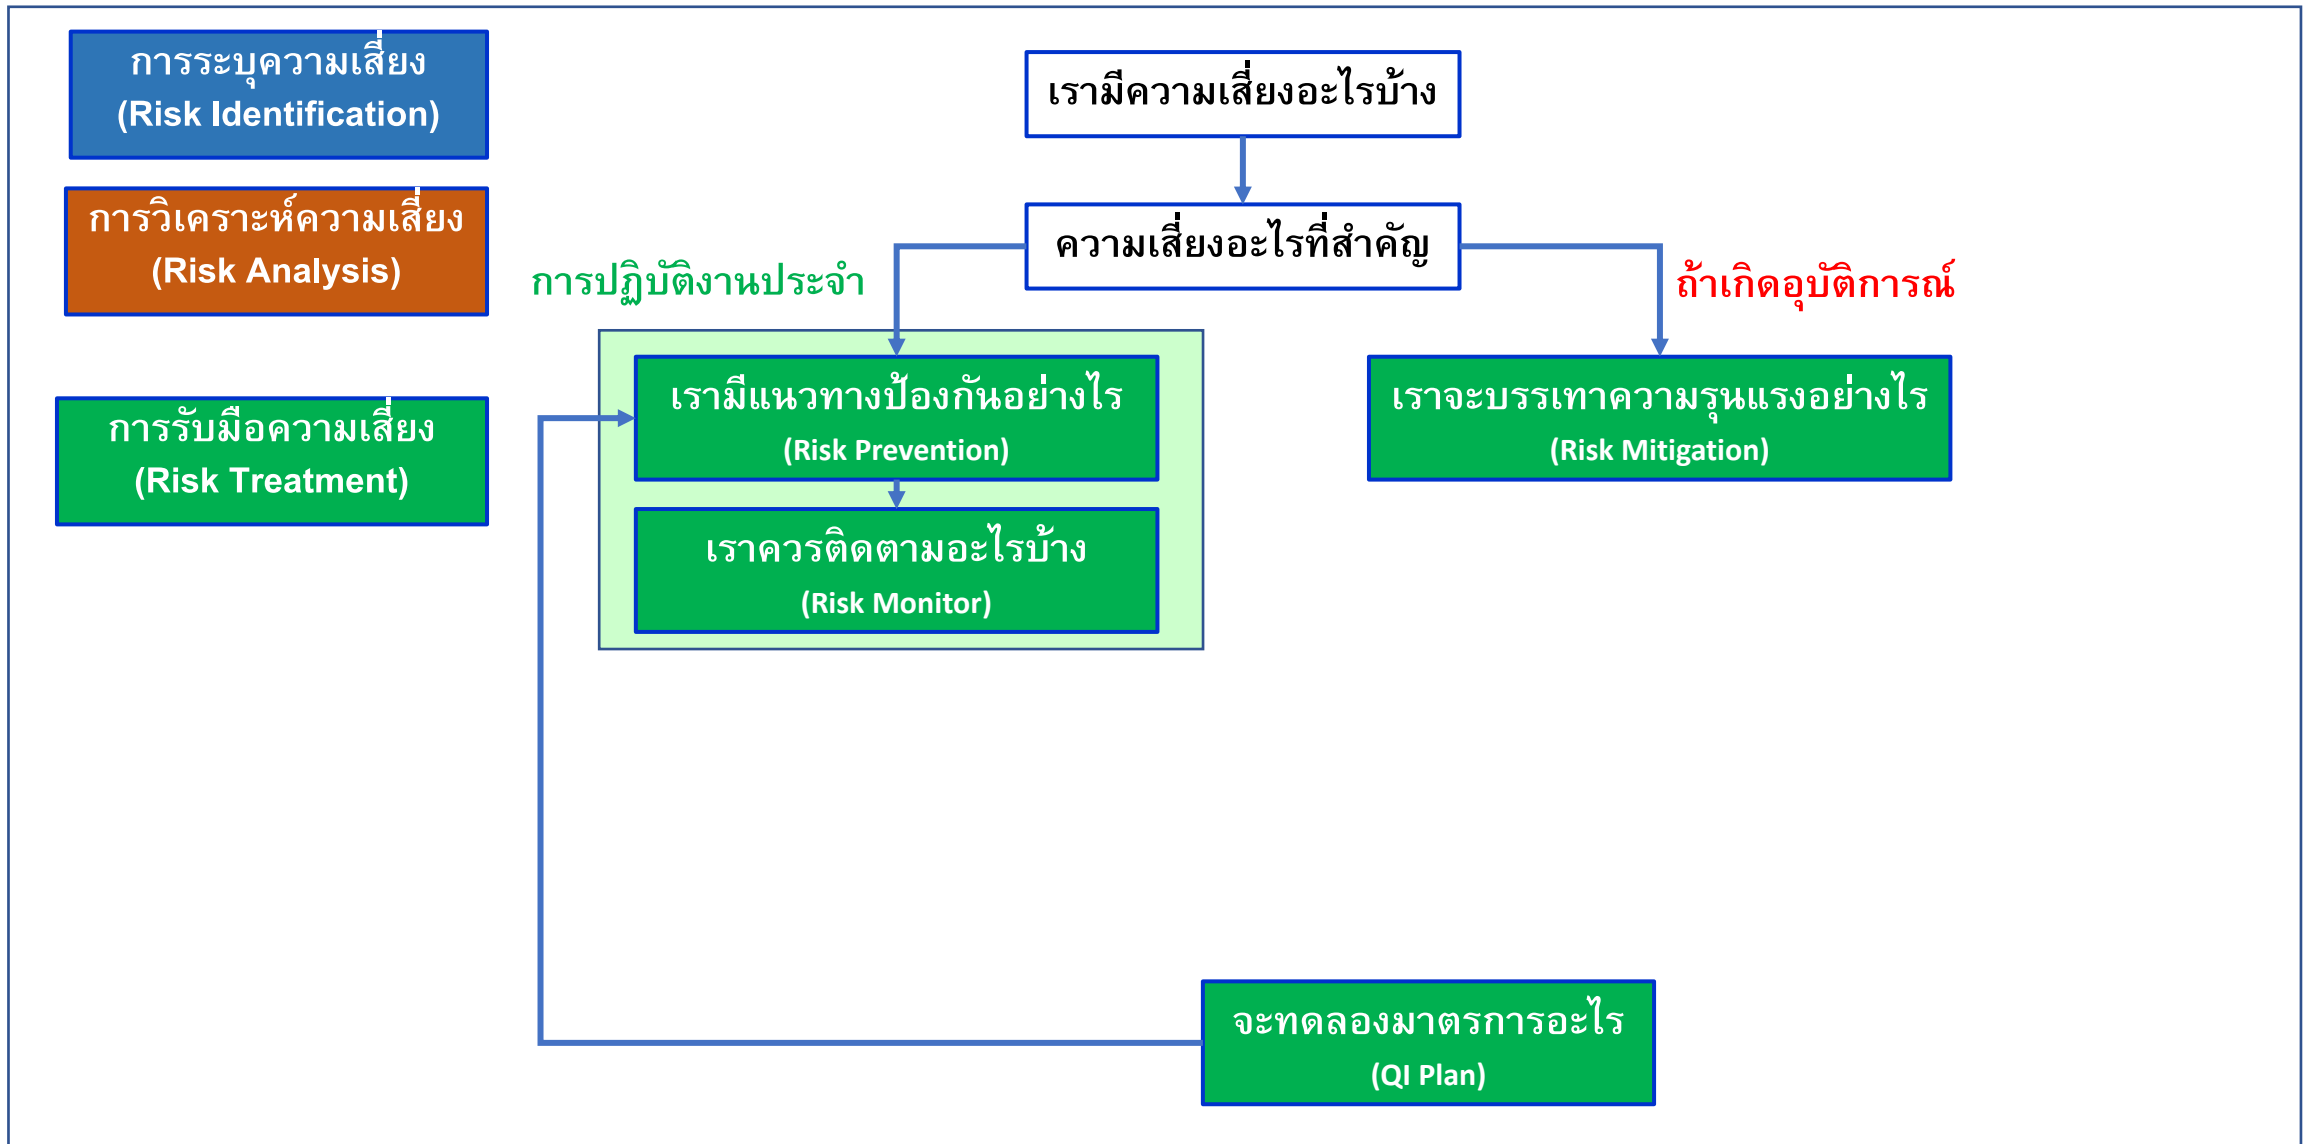 การระบุความเสี่ยง
(Risk Identification)
การวิเคราะห์ความเสี่ยง
(Risk Analysis)
การรับมือความเสี่ยง
(Risk Treatment)
เรามีความเสี่ยงอะไรบ้าง
ความเสี่ยงอะไรที่สำคัญ
การปฏิบัติงานประจำ
ถ้าเกิดอุบัติการณ์
เรามีแนวทางป้องกันอย่างไร
(Risk Prevention)
เราจะบรรเทาความรุนแรงอย่างไร
(Risk Mitigation)
เราควรติดตามอะไรบ้าง
(Risk Monitor)
จะทดลองมาตรการอะไร
(QI Plan)